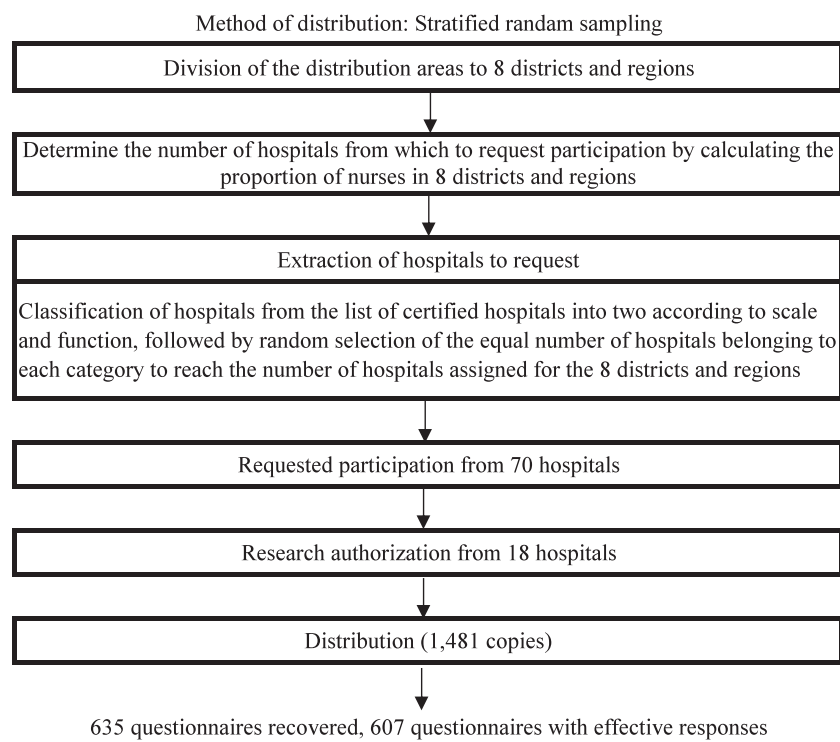 Method of distribution: Stratified randam sampling
Division of the distribution areas to 8 districts and regions
Determine the number of hospitals from which to request participation by calculating the
proportion of nurses in 8 districts and regions
Extraction of hospitals to request
Classification of hospitals from the list of certified hospitals into two according to scale
and function, followed by random selection of the equal number of hospitals belonging to
each category to reach the number of hospitals assigned for the 8 districts and regions
Requested participation from 70 hospitals
Research authorization from 18 hospitals
Distribution (1,481 copies)
635 questionnaires recovered, 607 questionnaires with effective responses